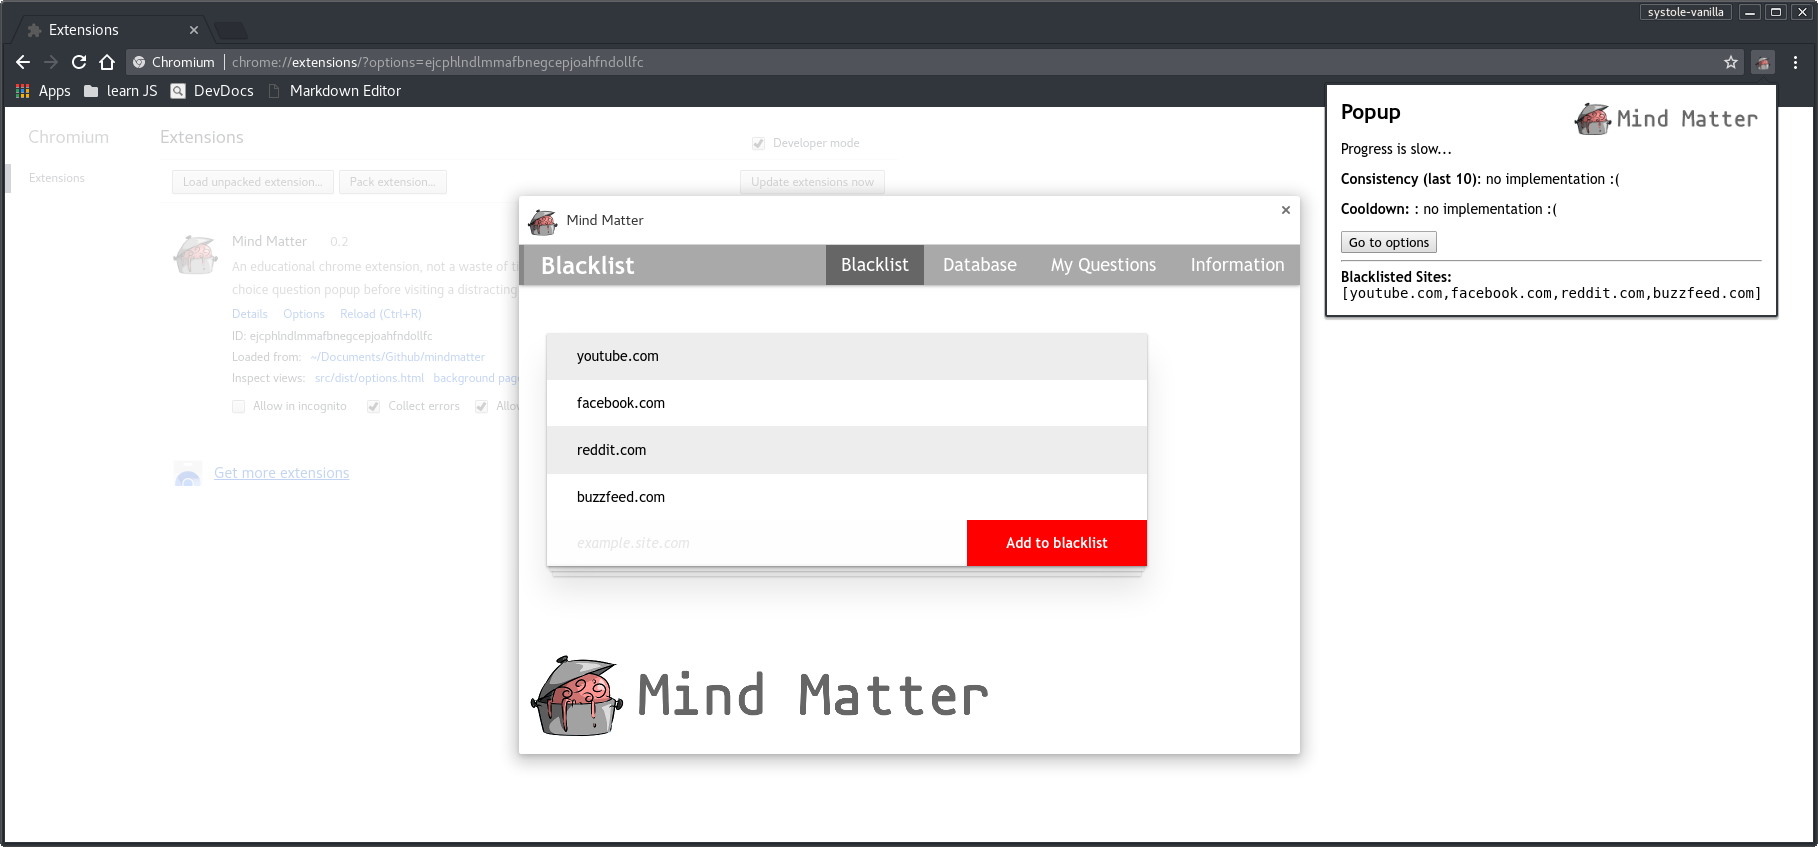 systole-vanilla
Extensions
Chromium chrome://extensions/?options=ejcphlndlmmafbnegcepjoahfndollfc
Apps learn JS DevDocs Markdown Editor
Chromium
Extensions
Developer mode
Extensions
Load unpacked extension... Pack extension... Update extensions now
Mind Matter 0.2
An educational chrome extension, not a waste of
choice question popup before visiting a distracting
Details Options Reload (Ctrl+R)
ID: ejcphlndlmmafbnegcepjoahfndollfc
Loaded from: ~/Documents/Github/mindmatter
Inspect views: src/dist/options.html background
Allow in incognito Collect errors
Get more extensions
Mind Matter
Blacklist
Blacklist Database My Questions Information
youtube.com
facebook.com
reddit.com
buzzfeed.com
example.site.com Add to blacklist
Mind Matter
Popup Mind Matter
Progress is slow...
Consistency (last 10): no implementation :(
Cooldown: : no implementation :(
Go to options
Blacklisted Sites:
[youtube.com,facebook.com,reddit.com,buzzfeed.com]